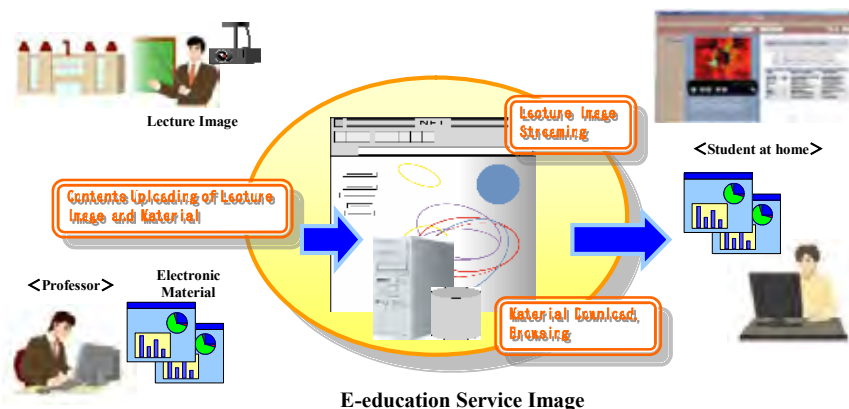 Lecture Image
Lecture Image
Streaming
<Student at home>
Contents Uploading of Lecture
Image and Material
<Professor>
Electronic
Material
Material Download,
Browsing
E-education Service Image